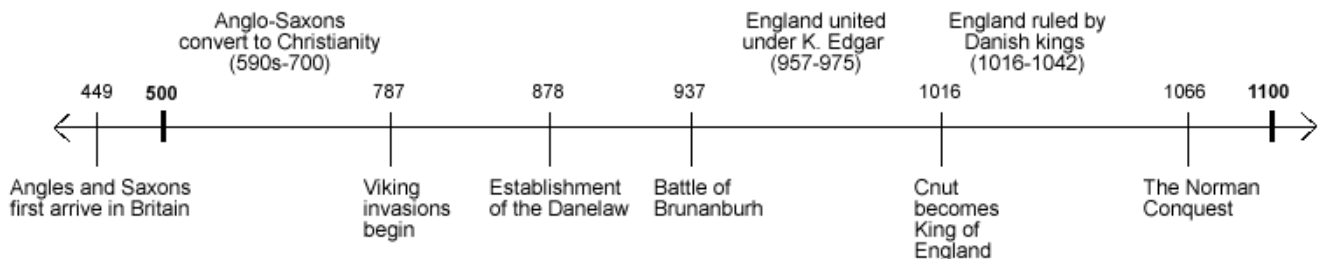 Anglo-Saxons
convert to Christianity
(590s-700)
England united
under K. Edgar
(957-975)
England ruled by
Danish kings
(1016-1042)
449
500
787
878
937
1016
1066
1100
Angles and Saxons
first arrive in Britain
Viking
invasions
begin
Establishment
of the Danelaw
Battle of
Brunanburh
Cnut
becomes
King of
England
The Norman
Conquest